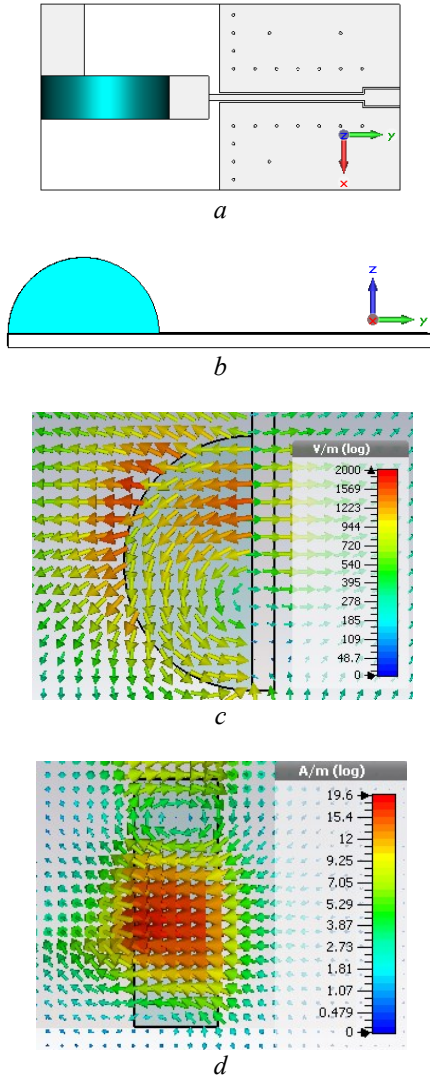 z
y
x
a
z
x
y
b
V/m (log)
2000
1569
1223
944
720
540
395
278
185
109
48.7
0
c
A/m (log)
19.6
15.4
12
9.25
7.05
5.29
3.87
2.73
1.81
1.07
0.479
0
d